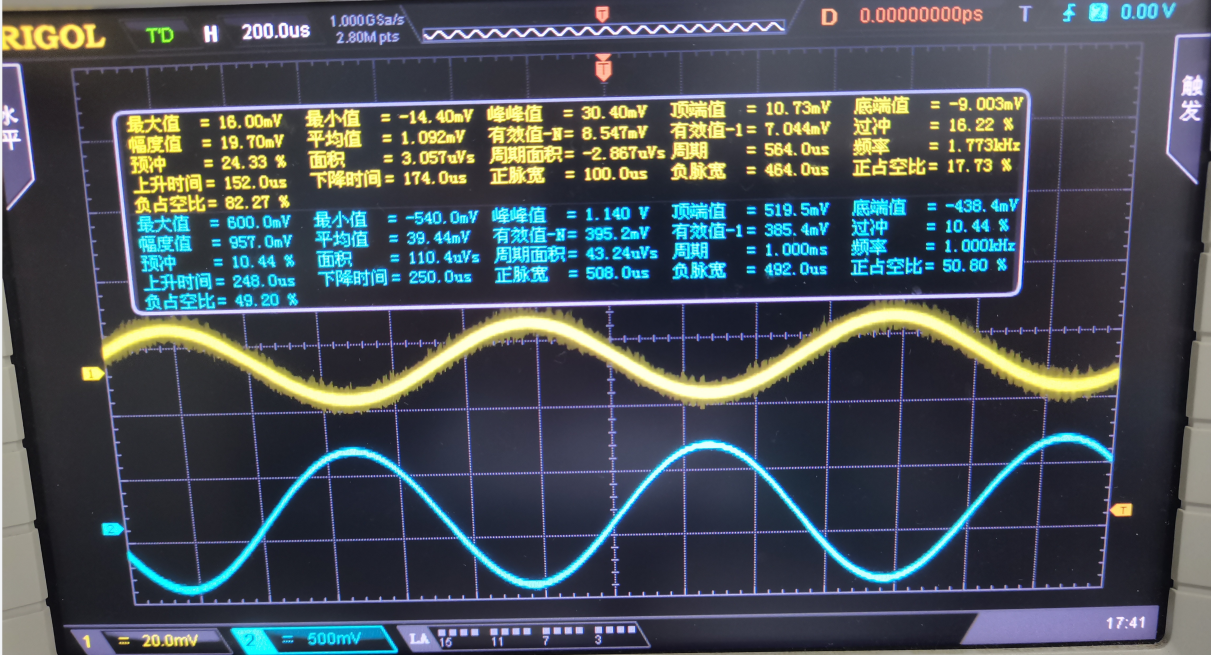 RIGOL T'D H 200.0us 1.000GSa/s 2.80M pts T D 0.00000000ps T 2 0.00 V
T
水平
触发
最大值 = 16.00mV 最小值 = -14.40mV 峰峰值 = 30.40mV 顶端值 = 10.73mV 底端值 = -9.003mV
幅度值 = 19.70mV 平均值 = 1.092mV 有效值-N= 8.547mV 有效值-1= 7.044mV 过冲 = 16.22 %
预冲 = 24.33 % 面积 = 3.057uVs 周期面积= -2.867uVs 周期 = 564.0us 频率 = 1.773kHz
上升时间= 152.0us 下降时间= 174.0us 正脉宽 = 100.0us 负脉宽 = 464.0us 正占空比= 17.73 %
负占空比= 82.27 %
最大值 = 600.0mV 最小值 = -540.0mV 峰峰值 = 1.140 V 顶端值 = 519.5mV 底端值 = -438.4mV
幅度值 = 957.0mV 平均值 = 39.44mV 有效值-N= 395.2mV 有效值-1= 385.4mV 过冲 = 10.44 %
预冲 = 10.44 % 面积 = 110.4uVs 周期面积= 43.24uVs 周期 = 1.000ms 频率 = 1.000kHz
上升时间= 248.0us 下降时间= 250.0us 正脉宽 = 508.0us 负脉宽 = 492.0us 正占空比= 50.80 %
负占空比= 49.20 %
1
2
T
1 = 20.0mV 2 = 500mV LA 15 11 7 3 17:41